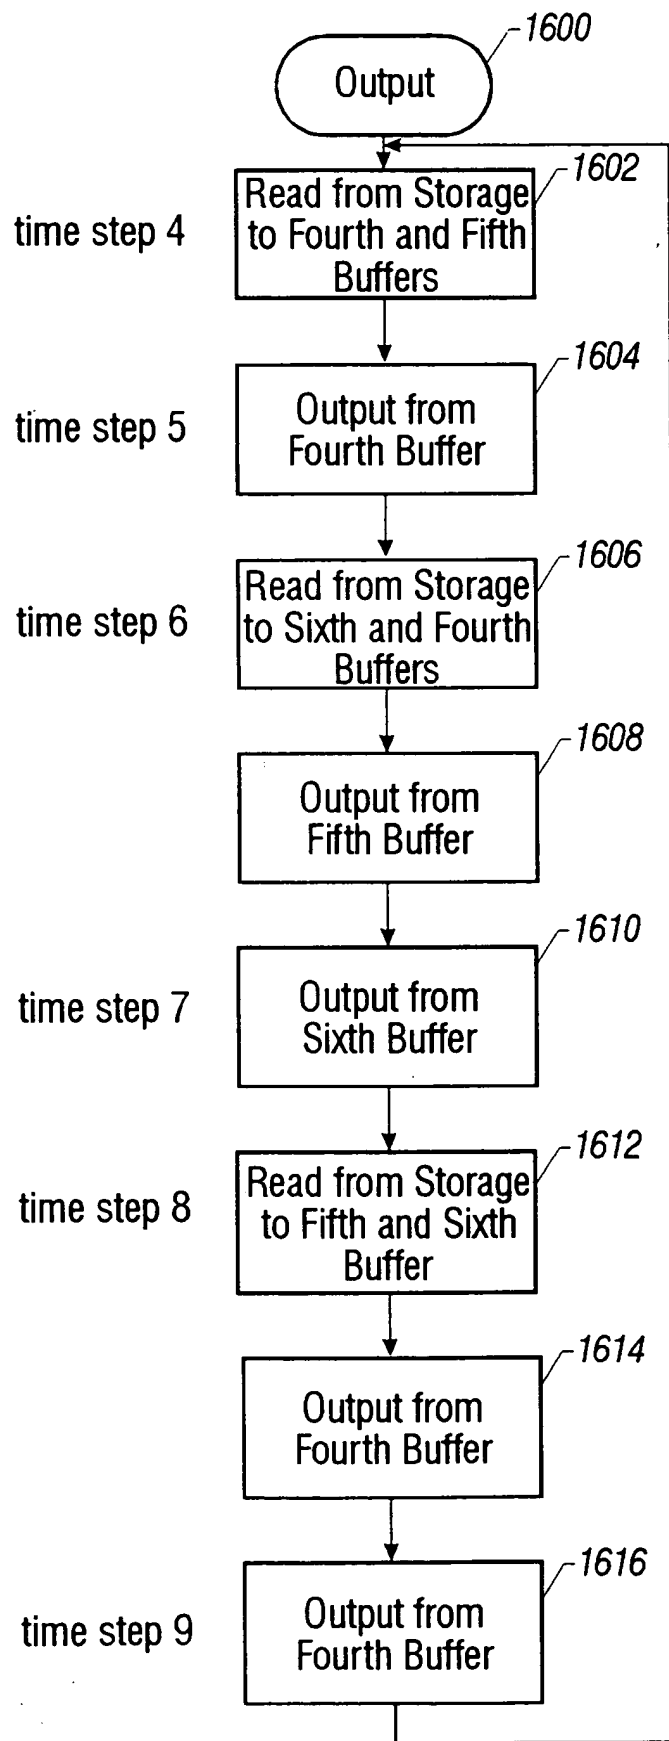 1600
Output
1602
Read from Storage
time step 4
to Fourth and Fifth
Buffers
1604
Output from
time step 5
Fourth Buffer
1606
Read from Storage
time step 6
to Sixth and Fourth
Buffers
1608
Output from
Fifth Buffer
1610
Output from
time step 7
Sixth Buffer
1612
Read from Storage
time step 8
to Fifth and Sixth
Buffer
1614
Output from
Fourth Buffer
1616
Output from
time step 9
Fourth Buffer